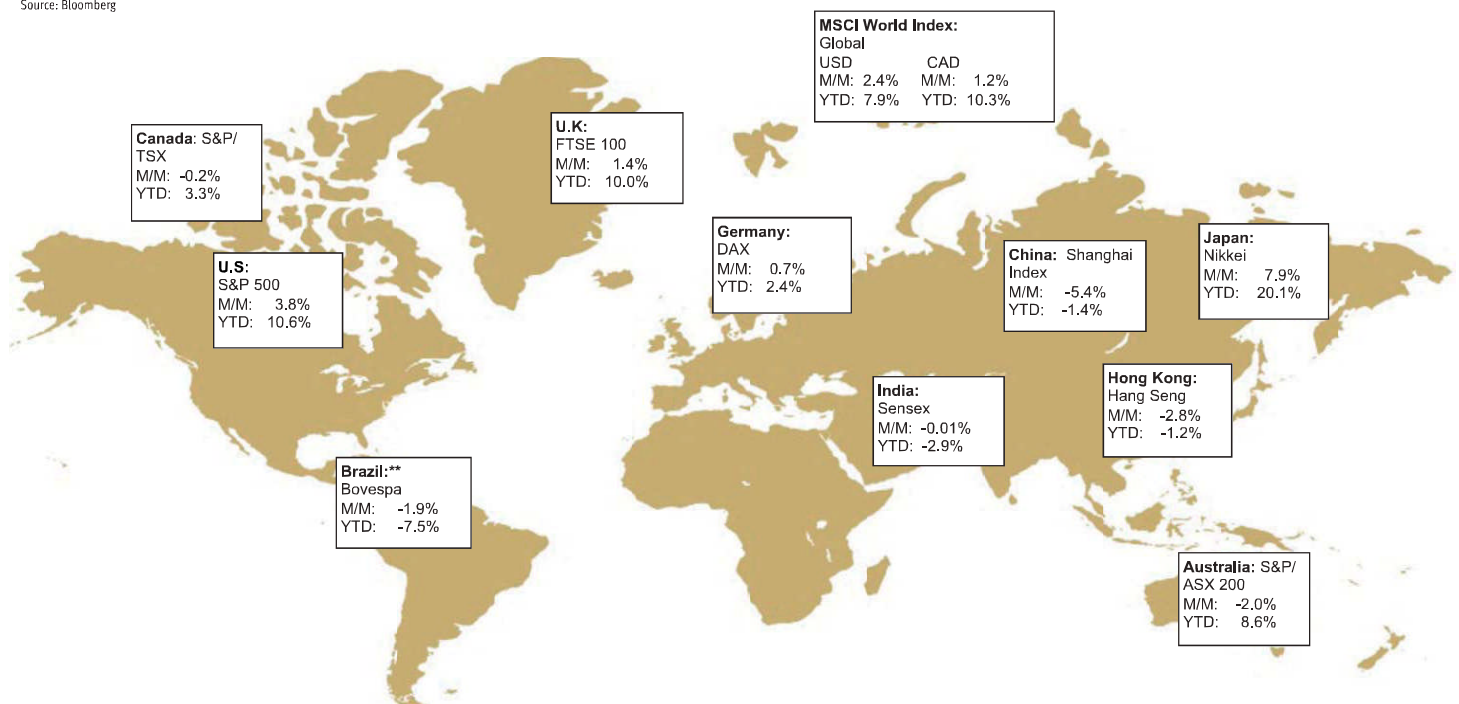 Source: Bloomberg
MSCI World Index:
Global
USD CAD
M/M: 2.4% M/M: 1.2%
YTD: 7.9% YTD: 10.3%
Canada: S&P/
TSX
M/M: -0.2%
YTD: 3.3%
U.K:
FTSE 100
M/M: 1.4%
YTD: 10.0%
U.S:
S&P 500
M/M: 3.8%
YTD: 10.6%
Germany:
DAX
M/M: 0.7%
YTD: 2.4%
China: Shanghai
Index
M/M: -5.4%
YTD: -1.4%
Japan:
Nikkei
M/M: 7.9%
YTD: 20.1%
India:
Sensex
M/M: -0.01%
YTD: -2.9%
Hong Kong:
Hang Seng
M/M: -2.8%
YTD: -1.2%
Brazil:**
Bovespa
M/M: -1.9%
YTD: -7.5%
Australia: S&P/
ASX 200
M/M: -2.0%
YTD: 8.6%